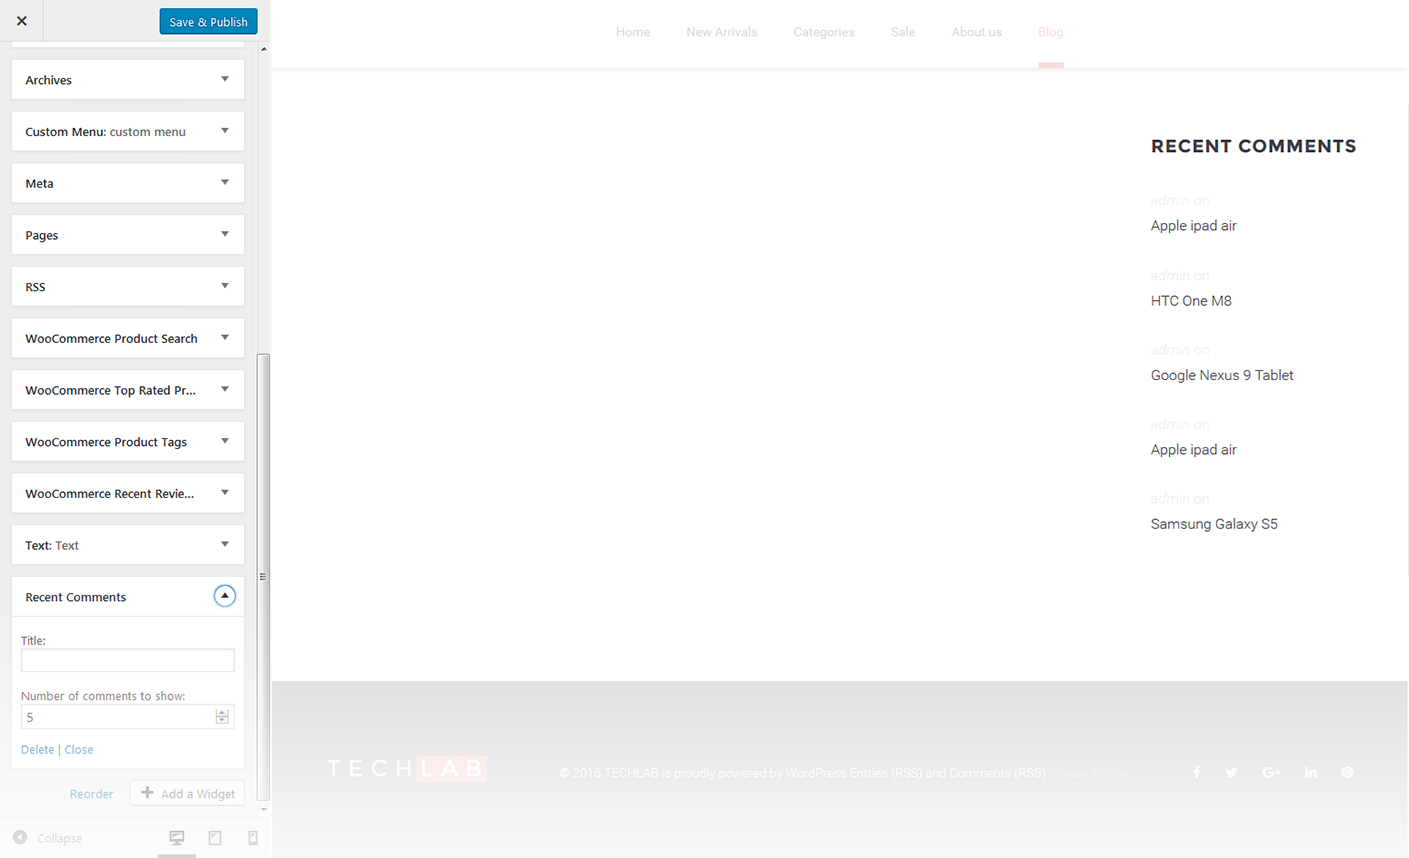 Save & Publish
Archives
Custom Menu: custom menu
Meta
Pages
RSS
WooCommerce Product Search
WooCommerce Top Rated Pr...
WooCommerce Product Tags
WooCommerce Recent Revie...
Text: Text
Recent Comments
Title:
Number of comments to show:
5
Delete | Close
Reorder
Add a Widget
Collapse
Home New Arrivals Categories Sale About us Blog
RECENT COMMENTS
admin on
Apple ipad air
admin on
HTC One M8
admin on
Google Nexus 9 Tablet
admin on
Apple ipad air
admin on
Samsung Galaxy S5
TECHLAB
© 2016 TECHLAB is proudly powered by WordPress Entries (RSS) and Comments (RSS) Privacy Policy